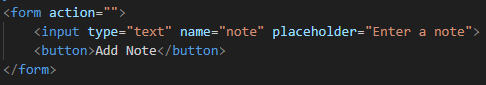 <form action="">
    <input type="text" name="note" placeholder="Enter a note">
    <button>Add Note</button>
</form>